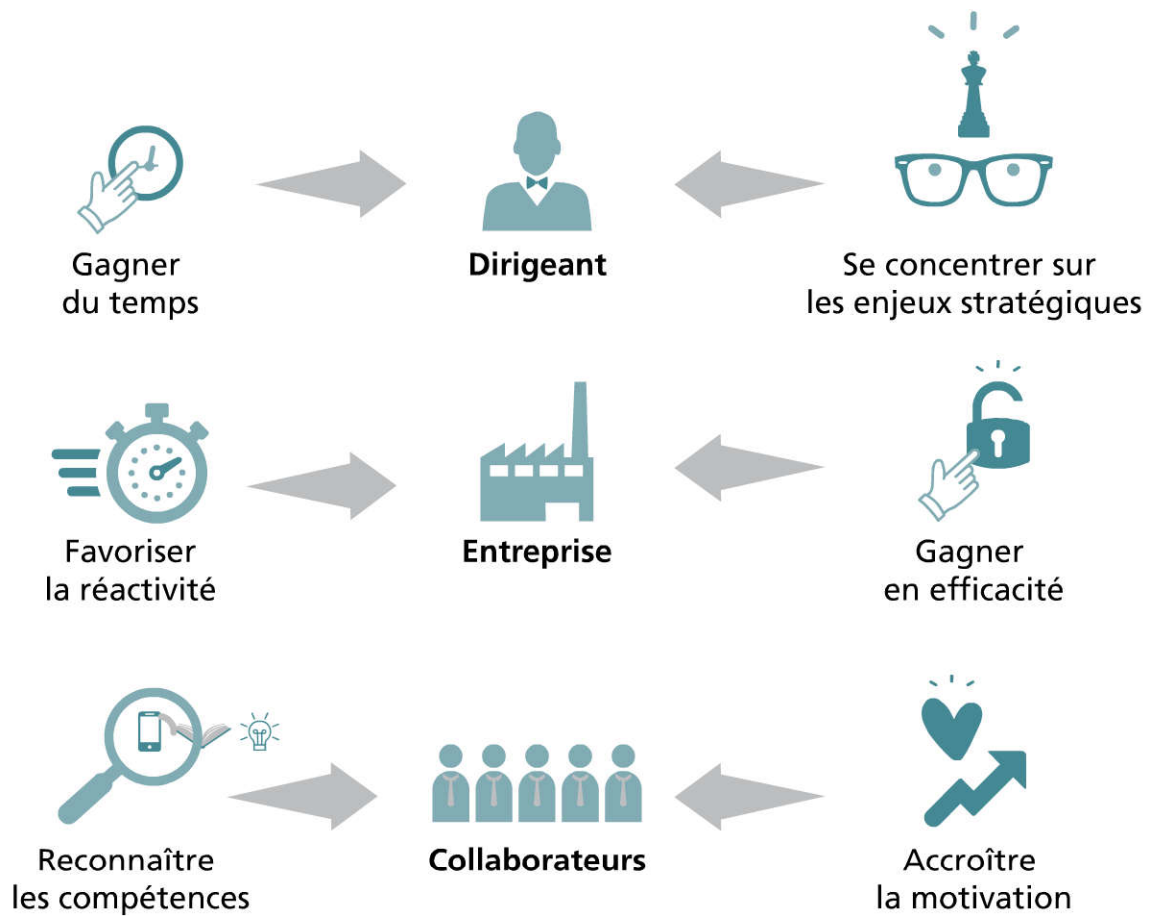 Gagner
du temps
Dirigeant
Se concentrer sur
les enjeux stratégiques
Favoriser
la réactivité
Entreprise
Gagner
en efficacité
Reconnaître
les compétences
Collaborateurs
Accroître
la motivation